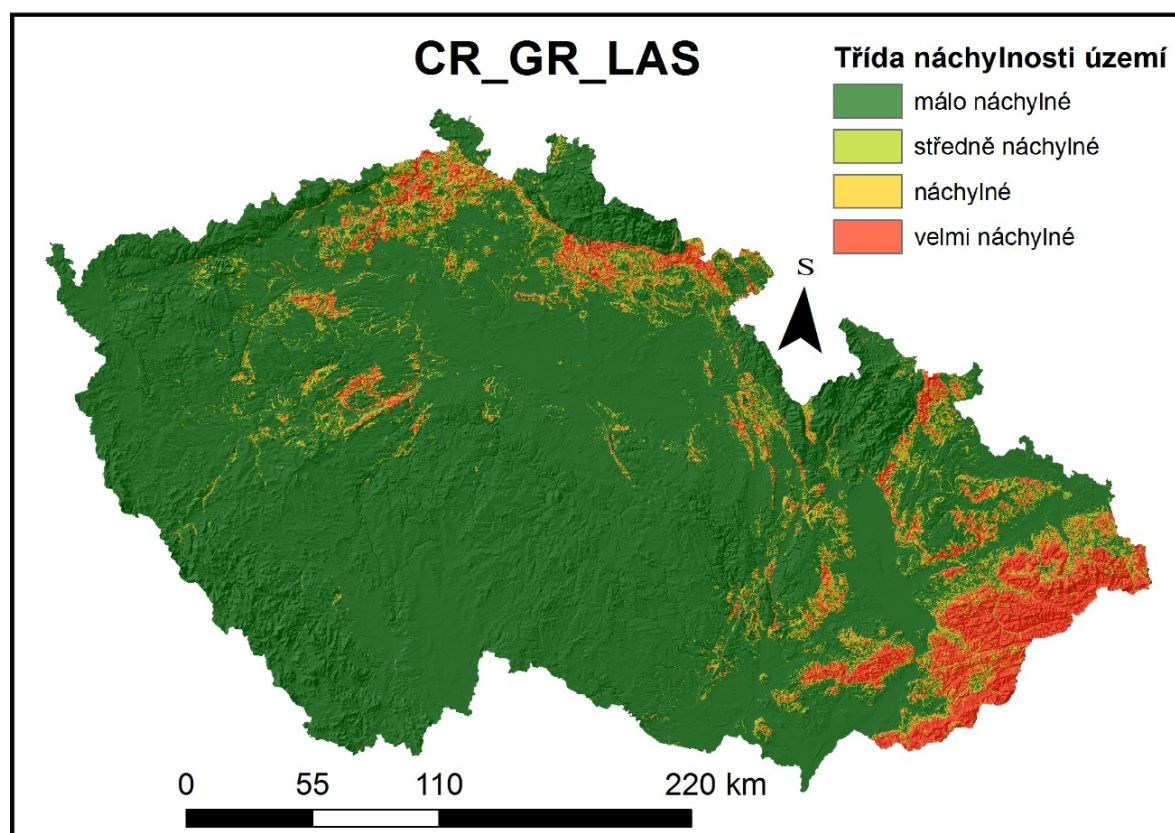 CR_GR_LAS
Třída náchylnosti území
málo náchylné
středně náchylné
náchylné
velmi náchylné
S
0 55 110 220 km